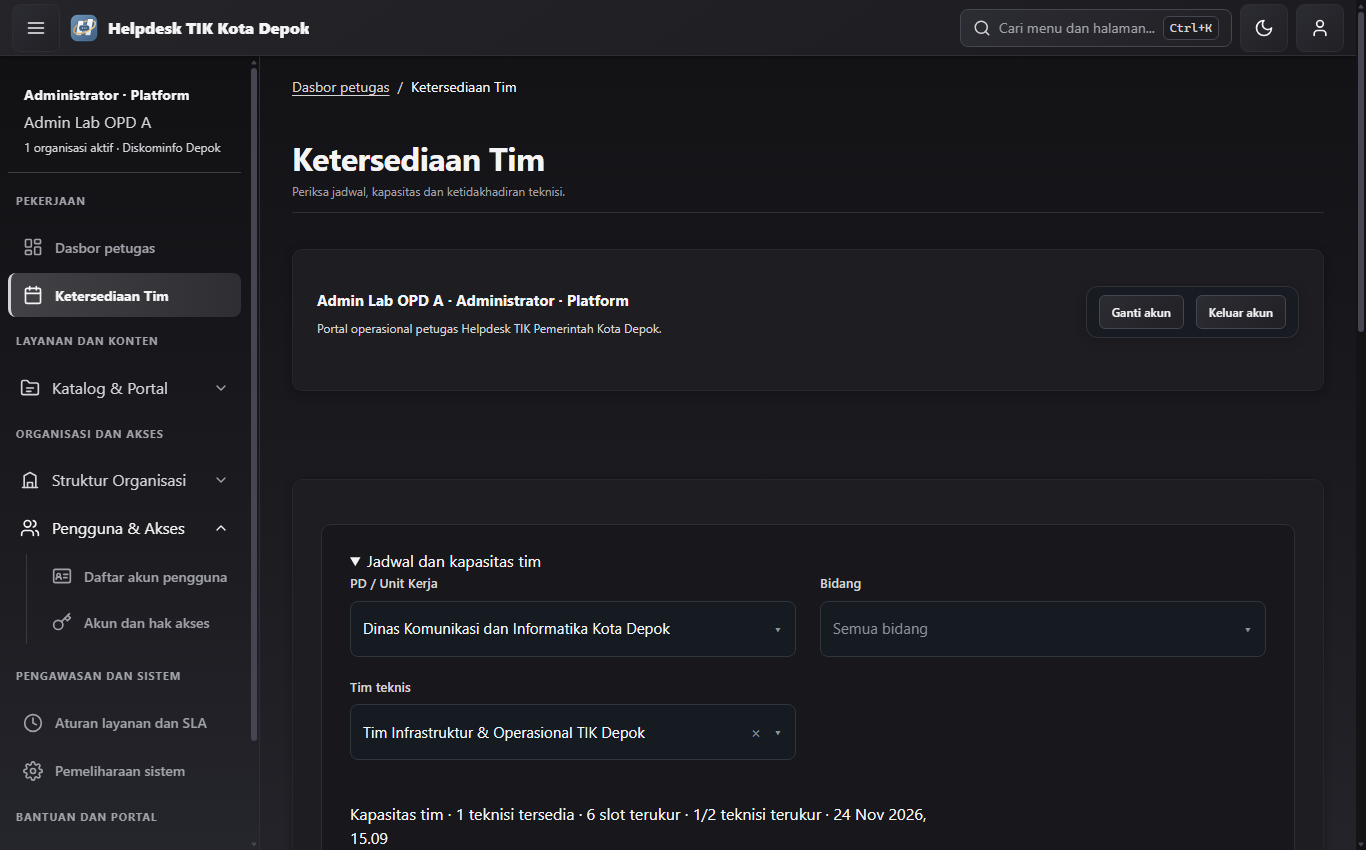 Helpdesk TIK Kota Depok
Cari menu dan halaman... Ctrl+K
Administrator · Platform
Admin Lab OPD A
1 organisasi aktif · Diskominfo Depok
PEKERJAAN
Dasbor petugas
Ketersediaan Tim
LAYANAN DAN KONTEN
Katalog & Portal
ORGANISASI DAN AKSES
Struktur Organisasi
Pengguna & Akses
Daftar akun pengguna
Akun dan hak akses
PENGAWASAN DAN SISTEM
Aturan layanan dan SLA
Pemeliharaan sistem
BANTUAN DAN PORTAL
Dasbor petugas / Ketersediaan Tim
Ketersediaan Tim
Periksa jadwal, kapasitas dan ketidakhadiran teknisi.
Admin Lab OPD A · Administrator · Platform
Portal operasional petugas Helpdesk TIK Pemerintah Kota Depok.
Ganti akun
Keluar akun
Jadwal dan kapasitas tim
PD / Unit Kerja
Dinas Komunikasi dan Informatika Kota Depok
Bidang
Semua bidang
Tim teknis
Tim Infrastruktur & Operasional TIK Depok
Kapasitas tim · 1 teknisi tersedia · 6 slot terukur · 1/2 teknisi terukur · 24 Nov 2026,
15.09